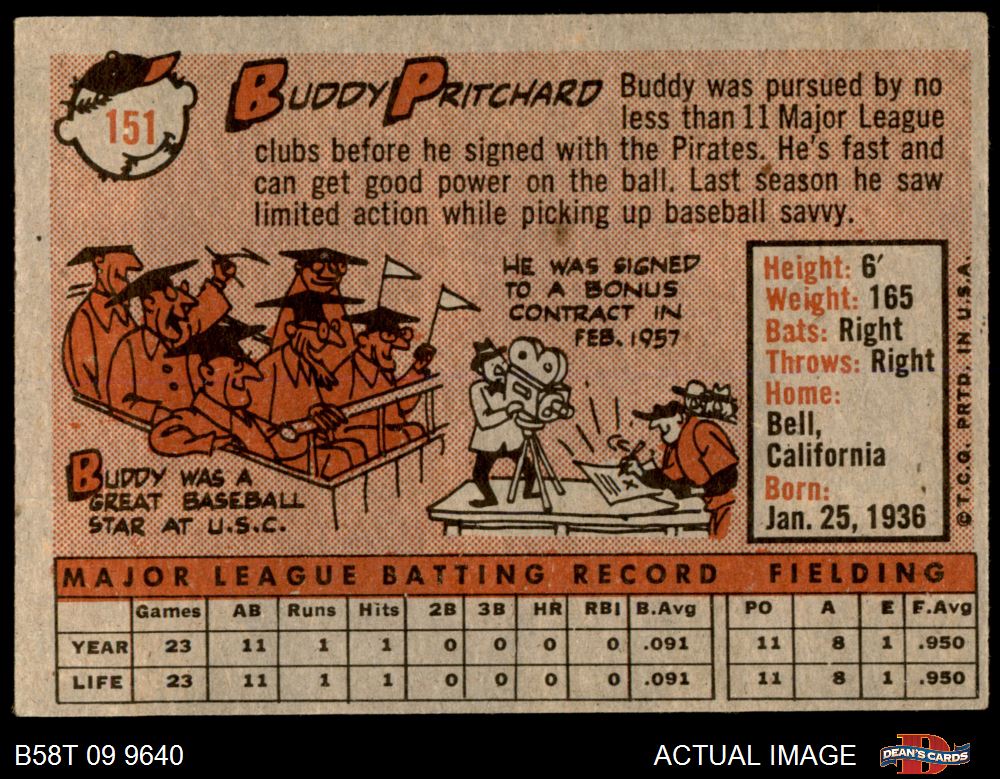 151
BUDDY PRITCHARD
Buddy was pursued by no
less than 11 Major League
clubs before he signed with the Pirates. He's fast and
can get good power on the ball. Last season he saw
limited action while picking up baseball savvy.
HE WAS SIGNED
TO A BONUS
CONTRACT IN
FEB. 1957
BUDDY WAS A
GREAT BASEBALL
STAR AT U.S.C.
Height: 6'
Weight: 165
Bats: Right
Throws: Right
Home:
Bell,
California
Born:
Jan. 25, 1936
© T.C.G. PRTD. IN U.S.A.
MAJOR LEAGUE BATTING RECORD FIELDING
Games AB Runs Hits 2B 3B HR RBI B.Avg PO A E F.Avg
YEAR 23 11 1 1 0 0 0 0 .091 11 8 1 .950
LIFE 23 11 1 1 0 0 0 0 .091 11 8 1 .950
B58T 09 9640
ACTUAL IMAGE
D
DEAN'S CARDS